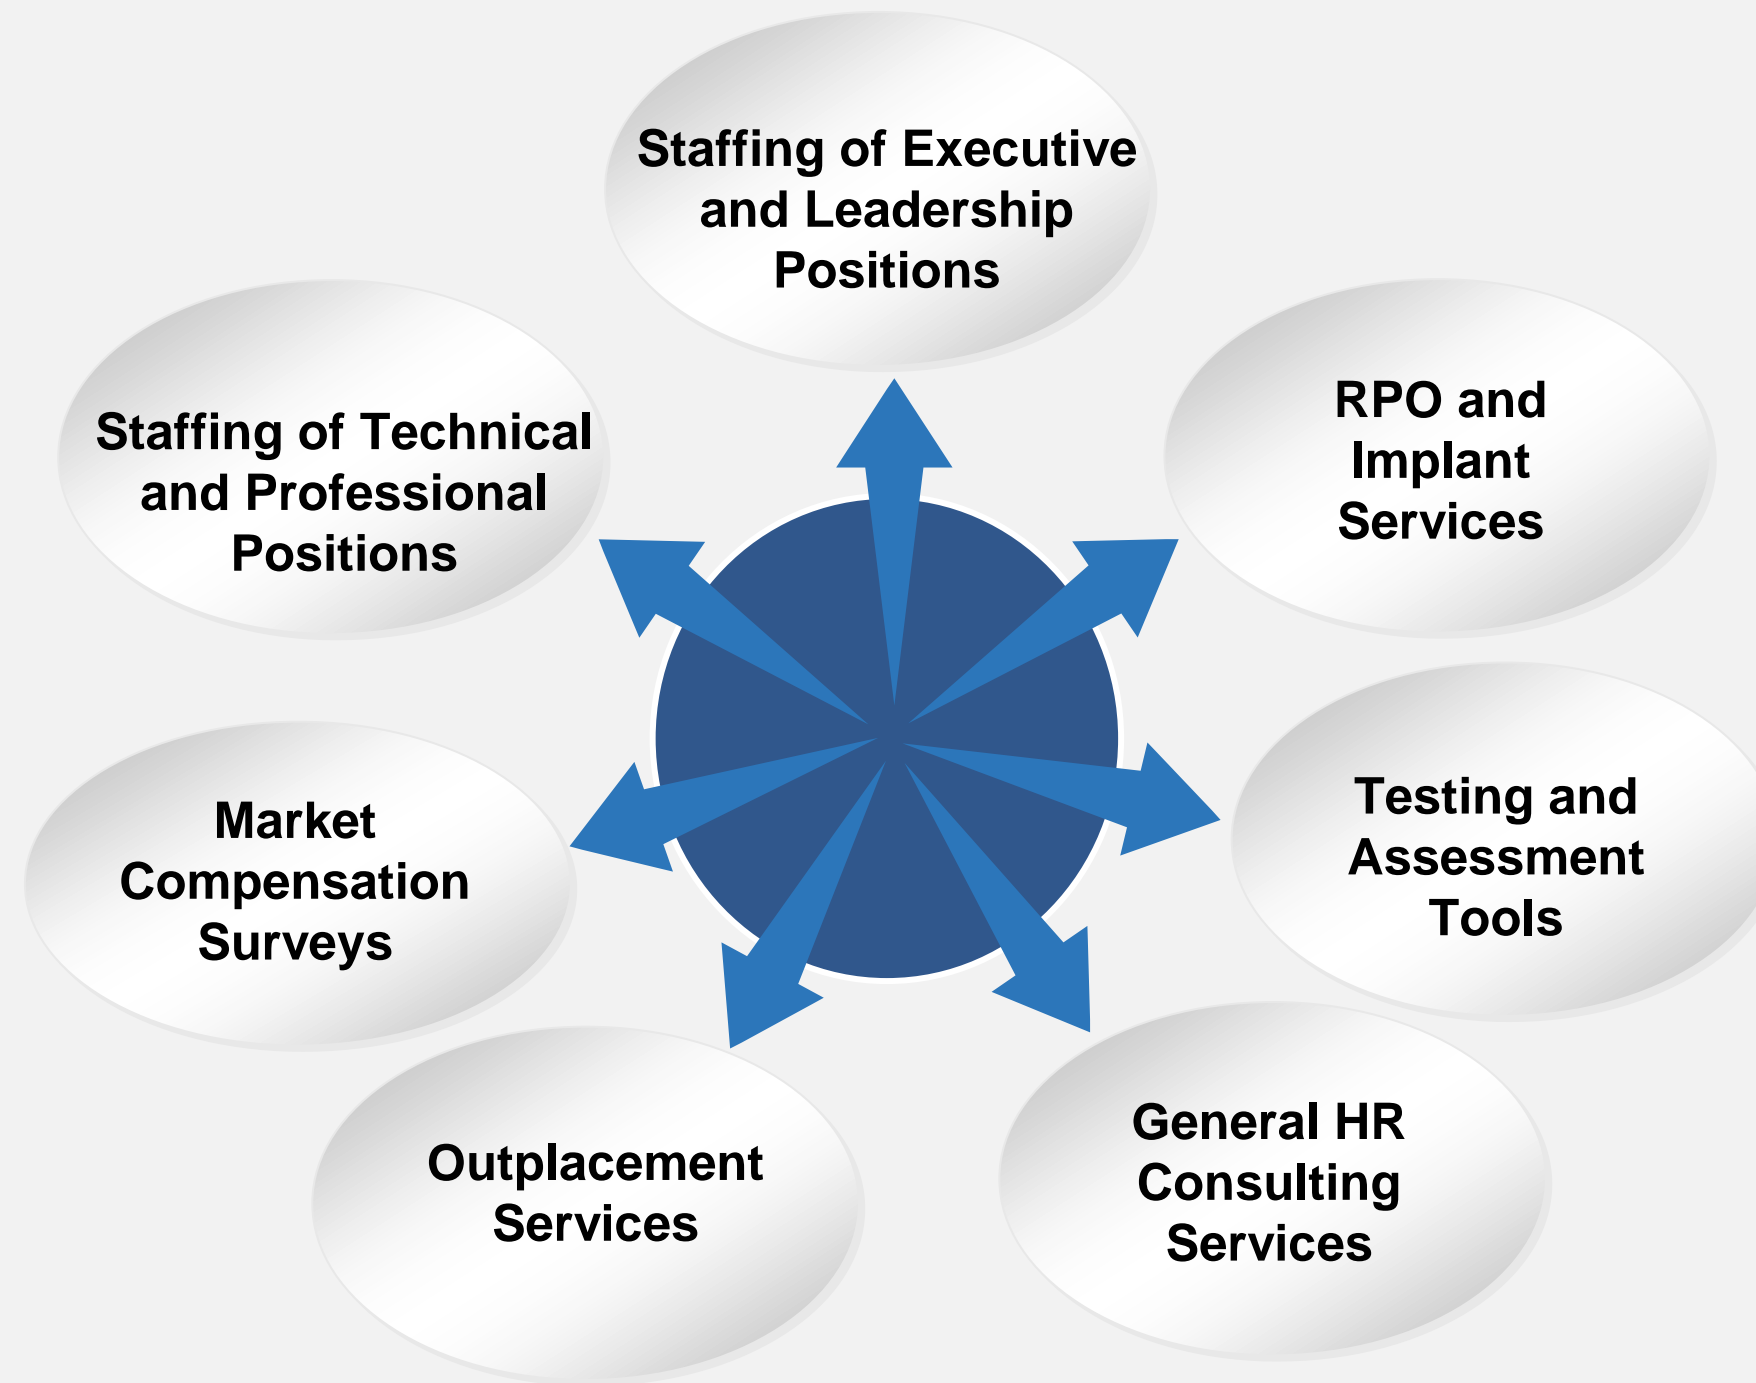 Staffing of Executive
and Leadership
Positions
RPO and
Implant
Services
Testing and
Assessment
Tools
General HR
Consulting
Services
Outplacement
Services
Market
Compensation
Surveys
Staffing of Technical
and Professional
Positions